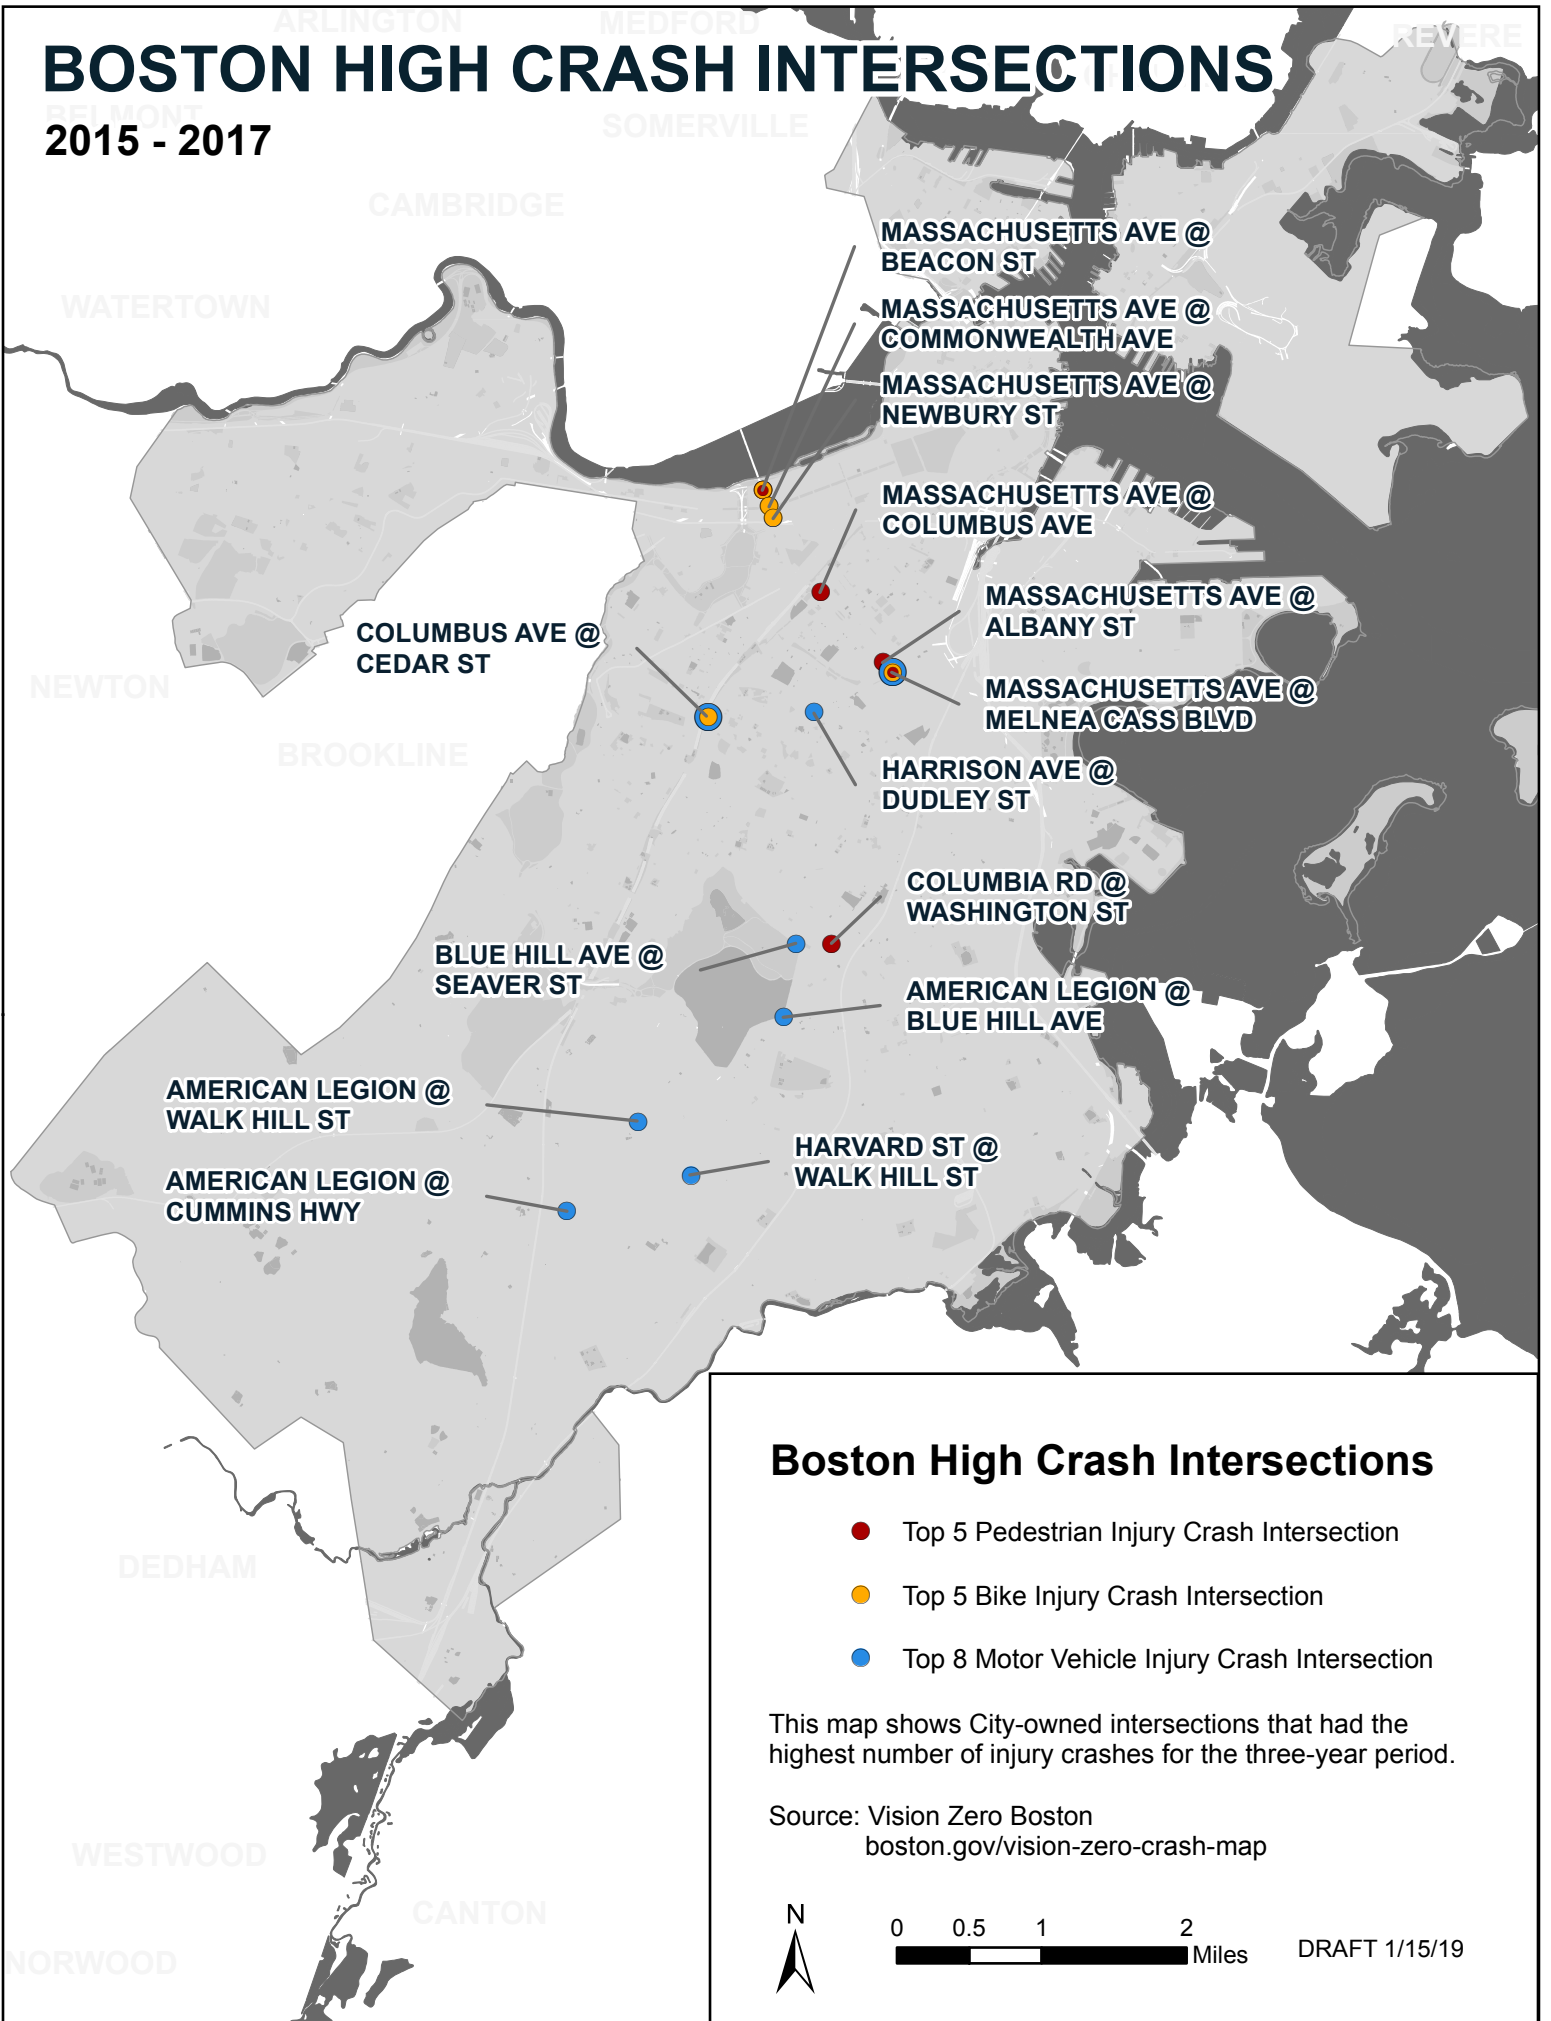 ARLINGTON
MEDFORD
REVERE
BOSTON HIGH CRASH INTERSECTIONS
BELMONT
SOMERVILLE
2015 - 2017
CAMBRIDGE
WATERTOWN
MASSACHUSETTS AVE @
BEACON ST
MASSACHUSETTS AVE @
COMMONWEALTH AVE
MASSACHUSETTS AVE @
NEWBURY ST
MASSACHUSETTS AVE @
COLUMBUS AVE
MASSACHUSETTS AVE @
ALBANY ST
COLUMBUS AVE @
CEDAR ST
NEWTON
MASSACHUSETTS AVE @
MELNEA CASS BLVD
BROOKLINE
HARRISON AVE @
DUDLEY ST
COLUMBIA RD @
WASHINGTON ST
BLUE HILL AVE @
SEAVER ST
AMERICAN LEGION @
BLUE HILL AVE
AMERICAN LEGION @
WALK HILL ST
HARVARD ST @
WALK HILL ST
AMERICAN LEGION @
CUMMINS HWY
DEDHAM
WESTWOOD
CANTON
NORWOOD
Boston High Crash Intersections
Top 5 Pedestrian Injury Crash Intersection
Top 5 Bike Injury Crash Intersection
Top 8 Motor Vehicle Injury Crash Intersection
This map shows City-owned intersections that had the
highest number of injury crashes for the three-year period.
Source: Vision Zero Boston
boston.gov/vision-zero-crash-map
N
0 0.5 1 2
Miles
DRAFT 1/15/19